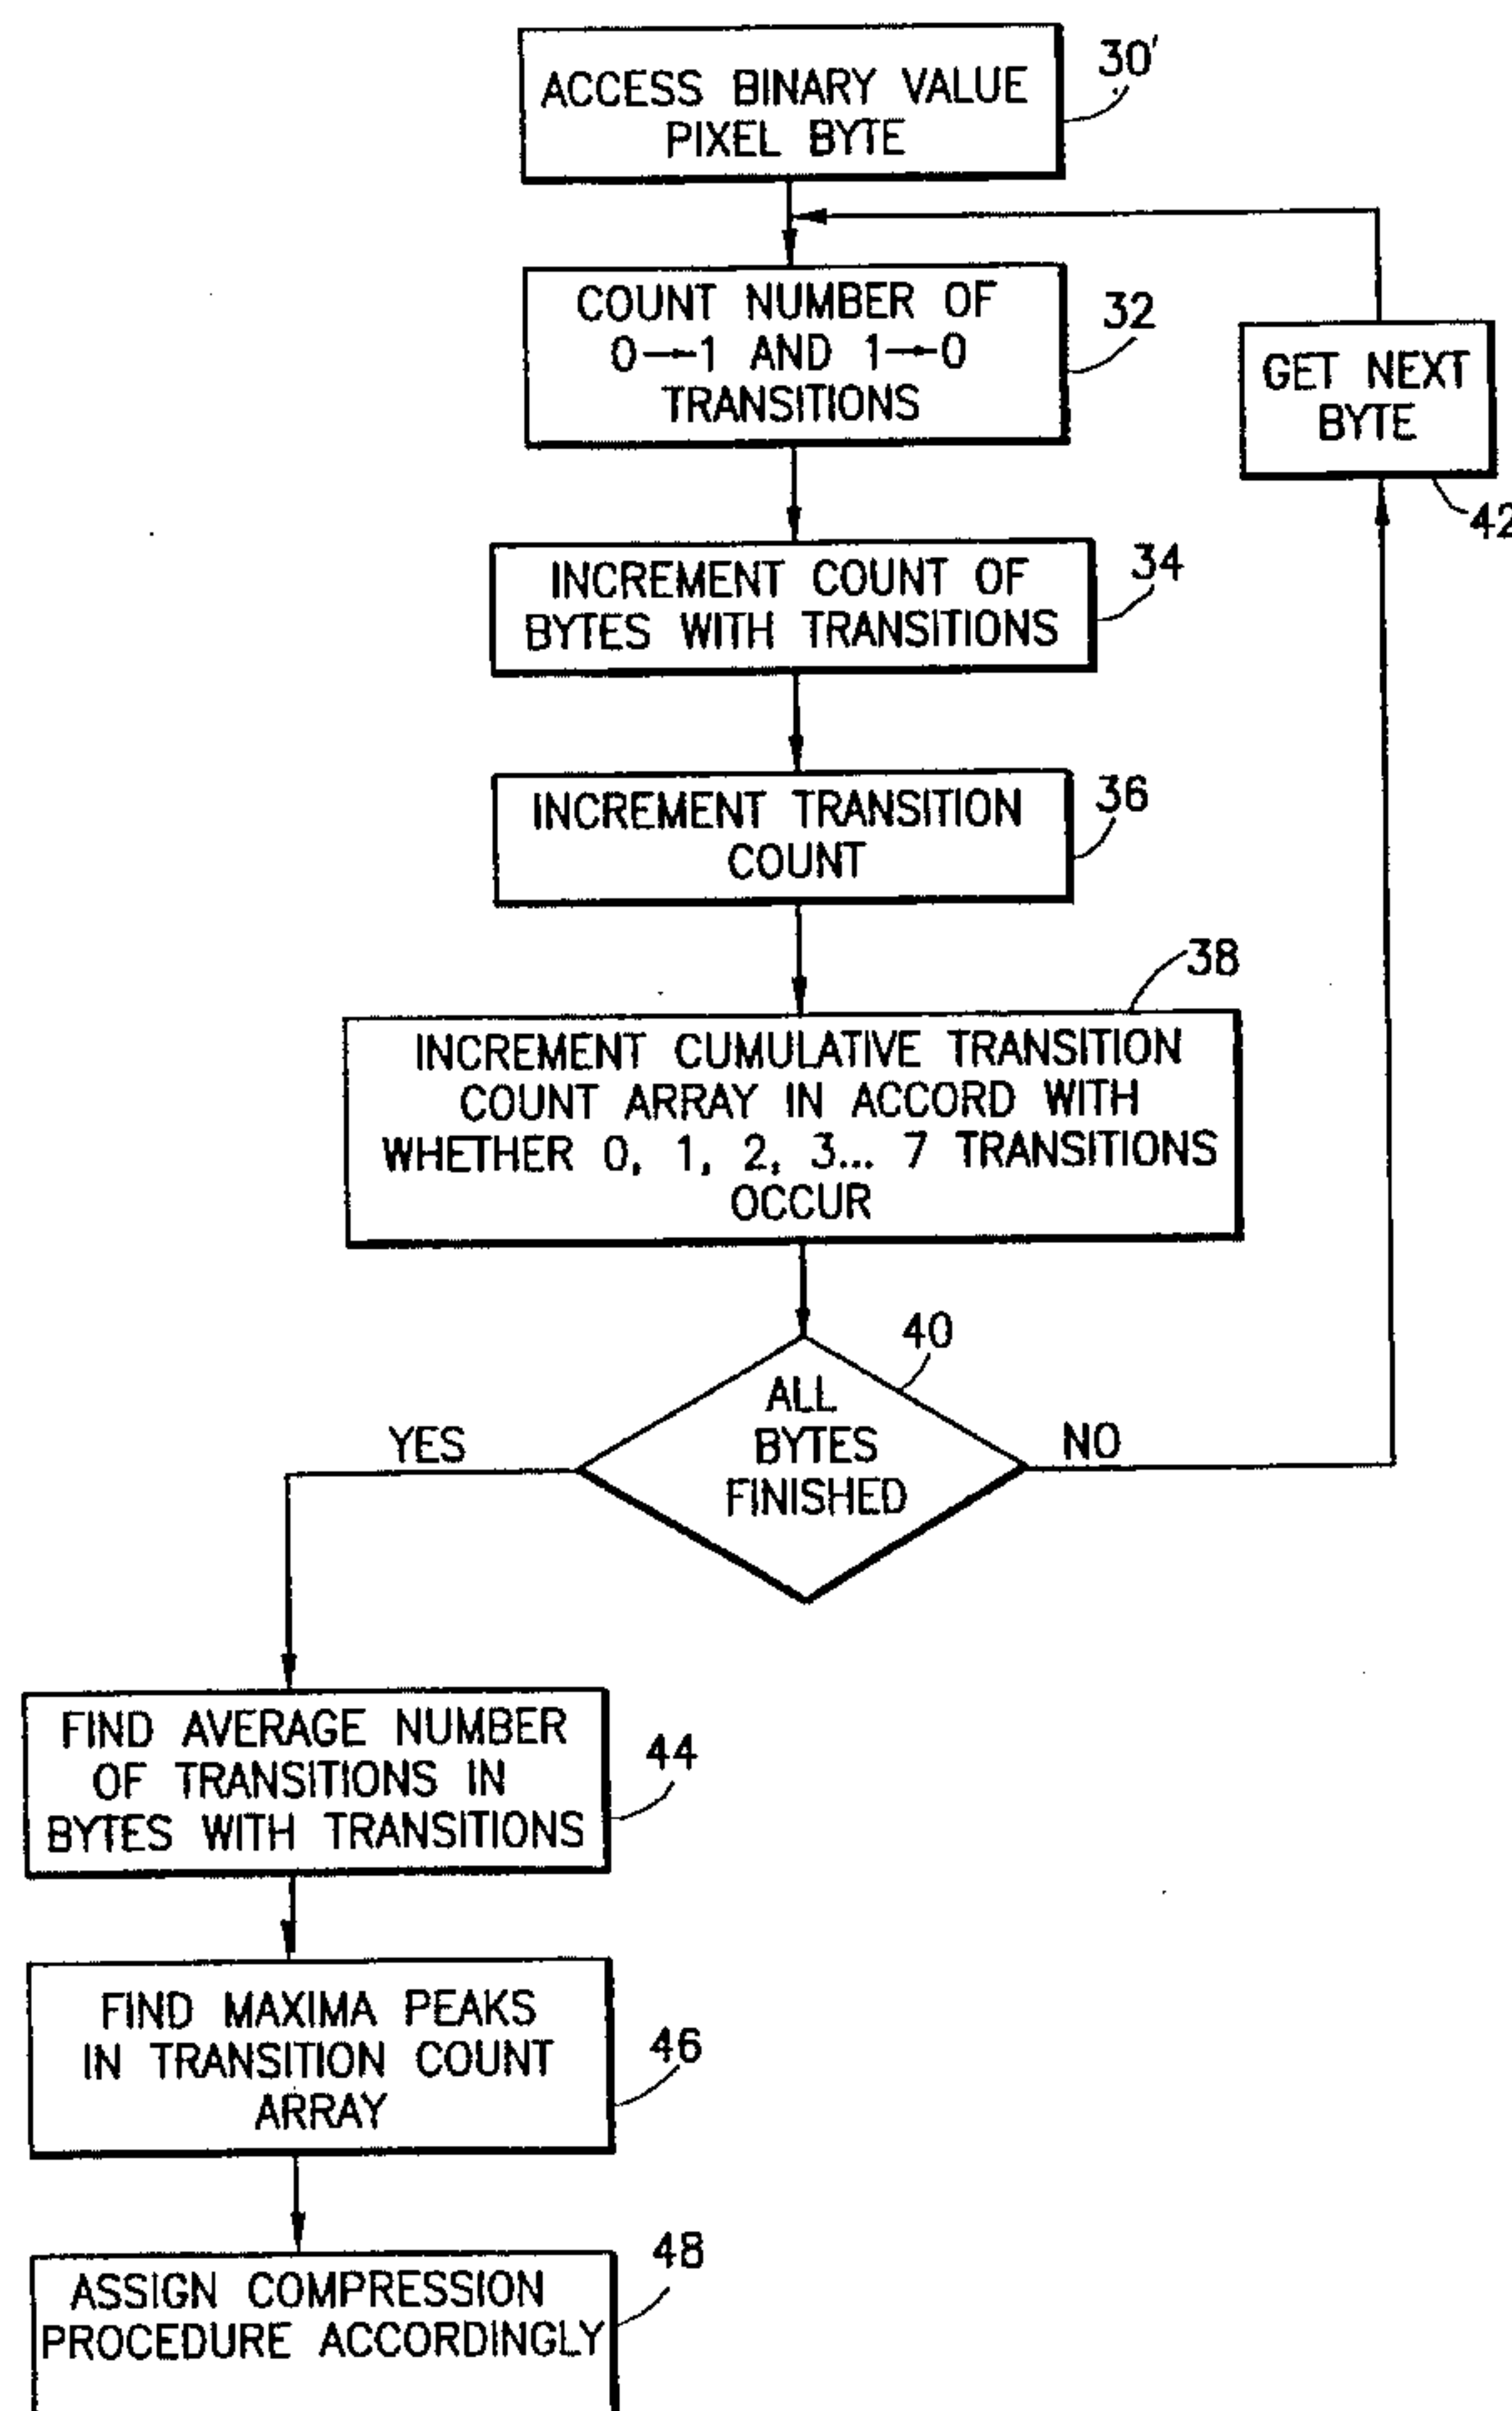 ACCESS BINARY VALUE
PIXEL BYTE
30'
COUNT NUMBER OF
0→1 AND 1→0
TRANSITIONS
32
GET NEXT
BYTE
42
INCREMENT COUNT OF
BYTES WITH TRANSITIONS
34
INCREMENT TRANSITION
COUNT
36
38
INCREMENT CUMULATIVE TRANSITION
COUNT ARRAY IN ACCORD WITH
WHETHER 0, 1, 2, 3... 7 TRANSITIONS
OCCUR
40
ALL
BYTES
FINISHED
YES
NO
FIND AVERAGE NUMBER
OF TRANSITIONS IN
BYTES WITH TRANSITIONS
44
FIND MAXIMA PEAKS
IN TRANSITION COUNT
ARRAY
46
ASSIGN COMPRESSION
PROCEDURE ACCORDINGLY
48